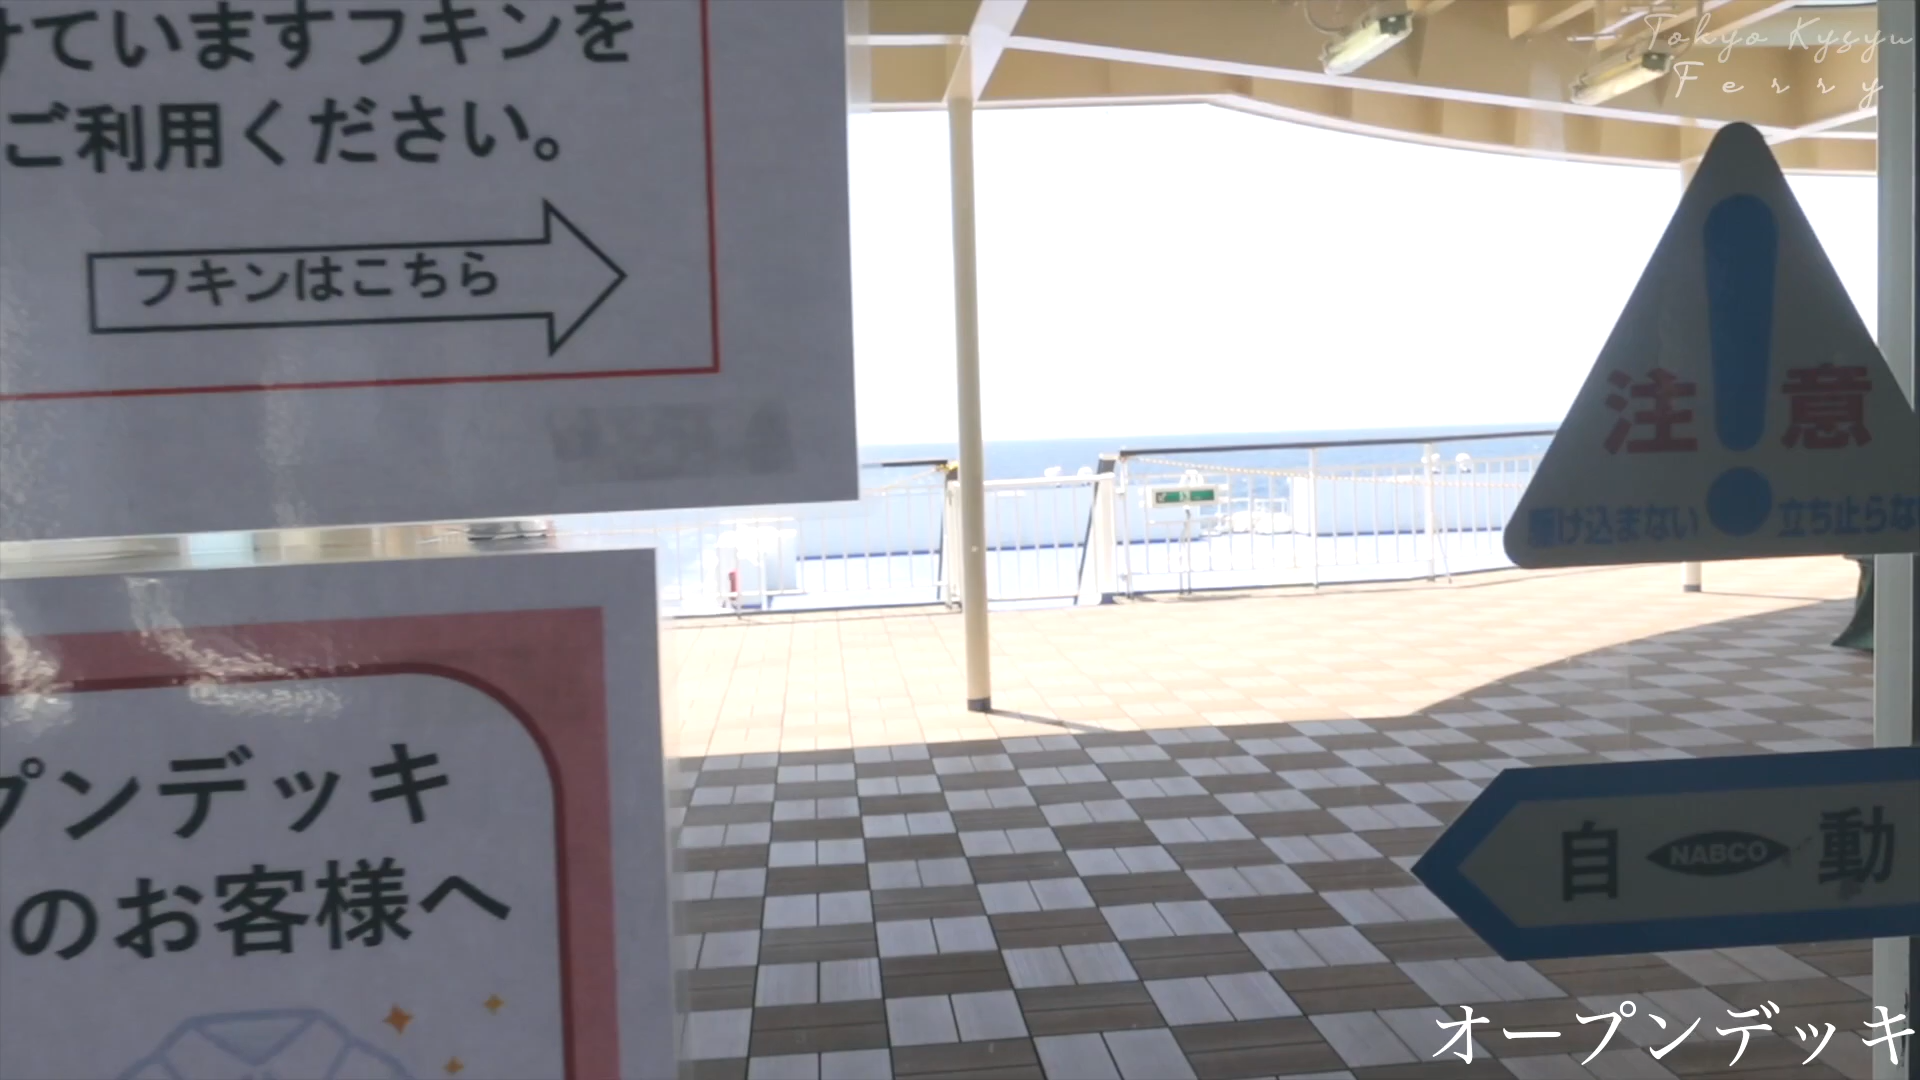 けていますフキンを
ご利用ください。
フキンはこちら
プンデッキ
のお客様へ
Tokyo Kysyu
Ferry
注意
駆け込まない 立ち止らな
自 NABCO 動
オープンデッキ